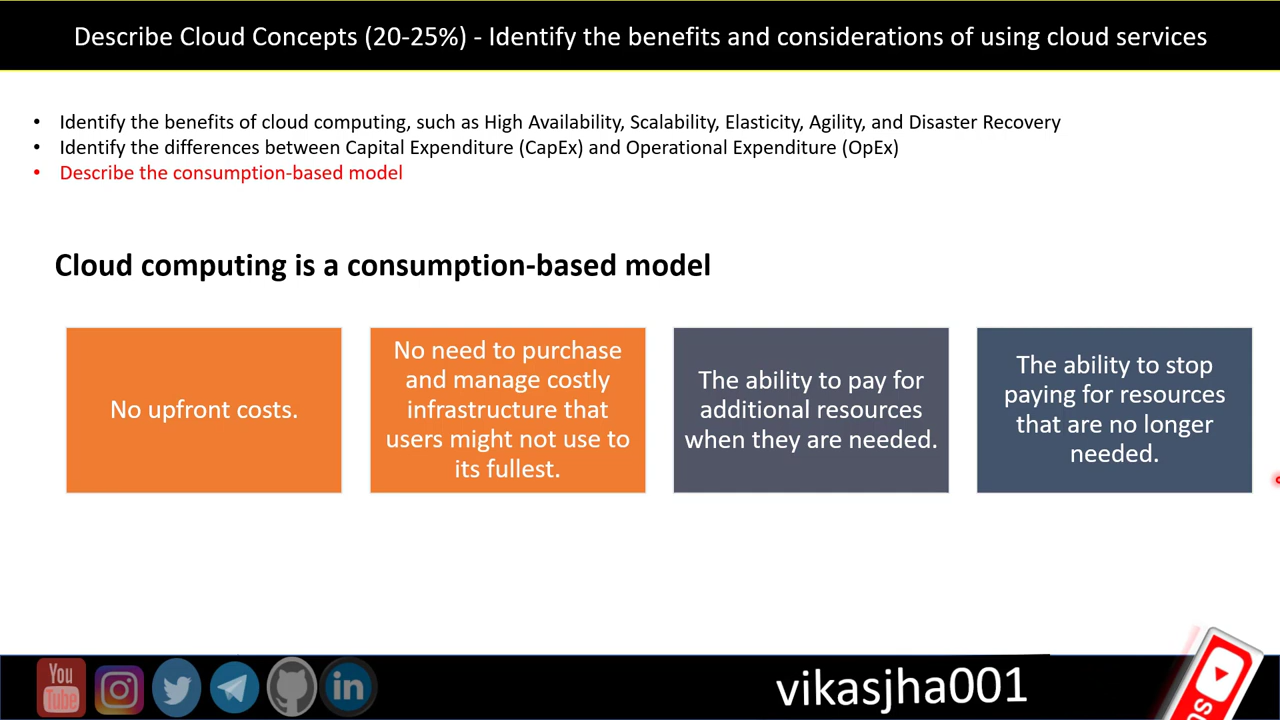 Describe Cloud Concepts (20-25%) - Identify the benefits and considerations of using cloud services
• Identify the benefits of cloud computing, such as High Availability, Scalability, Elasticity, Agility, and Disaster Recovery
• Identify the differences between Capital Expenditure (CapEx) and Operational Expenditure (OpEx)
• Describe the consumption-based model
Cloud computing is a consumption-based model
No upfront costs.
No need to purchase
and manage costly
infrastructure that
users might not use to
its fullest.
The ability to pay for
additional resources
when they are needed.
The ability to stop
paying for resources
that are no longer
needed.
You
Tube
in
vikasjha001